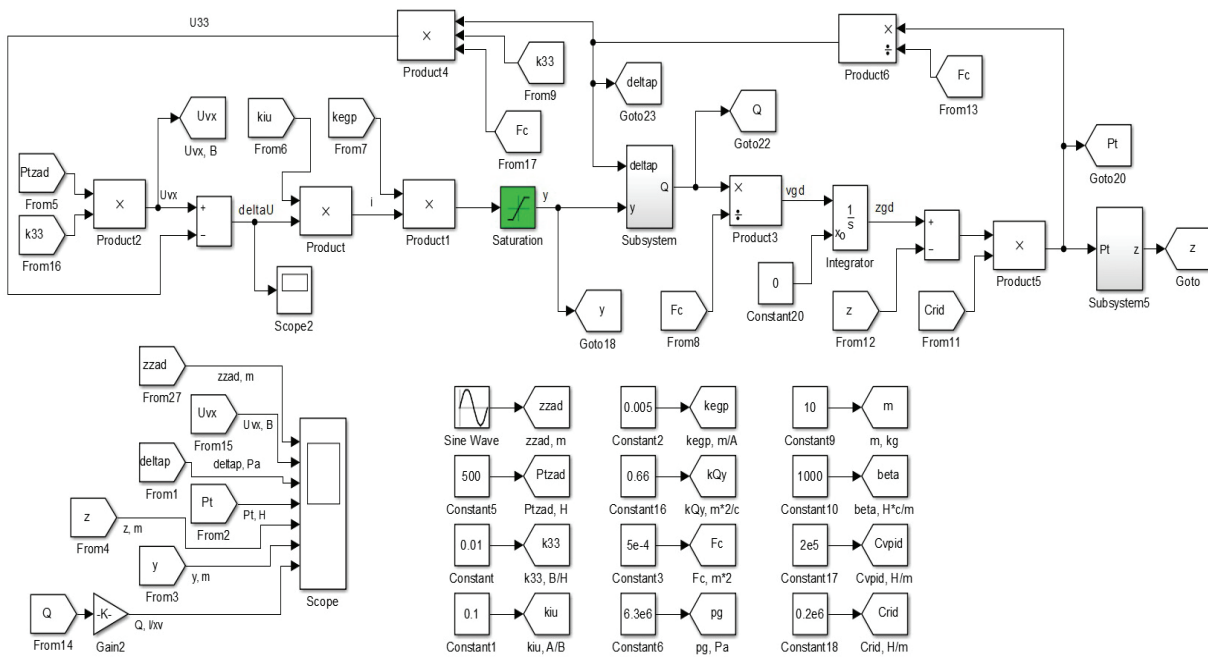 U33
×
Product4
k33
From9
Fc
From17
deltap
Goto23
×
÷
Product6
Fc
From13
Pt
Goto20
Uvx
Uvx, B
kiu
From6
kegp
From7
Q
Goto22
Ptzad
From5
k33
From16
×
Product2
Uvx
+
−
deltaU
×
Product
i
×
Product1
Saturation
y
deltap
y
Q
Subsystem
×
÷
Product3
vgd
1
s
x0
Integrator
zgd
+
−
×
Product5
Pt
z
Subsystem5
z
Goto
Scope2
y
Goto18
Fc
From8
0
Constant20
z
From12
Crid
From11
zzad
From27
zzad, m
Uvx
From15
Uvx, B
deltap
From1
deltap, Pa
Pt
From2
Pt, H
z
From4
z, m
y
From3
y, m
Q
From14
-K-
Gain2
Q, l/xv
Scope
Sine Wave
zzad
zzad, m
0.005
Constant2
kegp
kegp, m/A
10
Constant9
m
m, kg
500
Constant5
Ptzad
Ptzad, H
0.66
Constant16
kQy
kQy, m*2/c
1000
Constant10
beta
beta, H*c/m
0.01
Constant
k33
k33, B/H
5e-4
Constant3
Fc
Fc, m*2
2e5
Constant17
Cvpid
Cvpid, H/m
0.1
Constant1
kiu
kiu, A/B
6.3e6
Constant6
pg
pg, Pa
0.2e6
Constant18
Crid
Crid, H/m